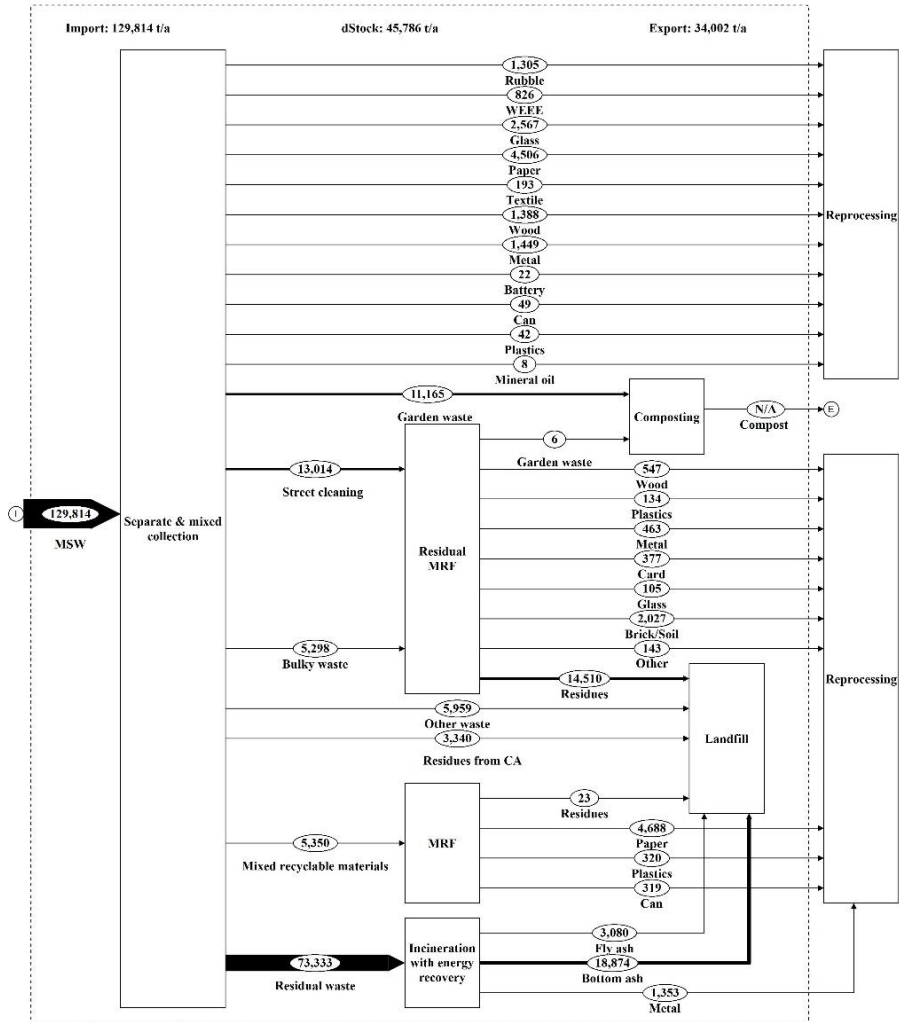 Import: 129,814 t/a dStock: 45,786 t/a Export: 34,002 t/a
1,305
Rubble
826
WEEE
2,567
Glass
4,506
Paper
193
Textile
1,388
Wood
1,449
Metal
22
Battery
49
Can
42
Plastics
8
Mineral oil
Reprocessing
11,165
Garden waste
Composting
N/A
Compost
E
6
Garden waste
13,014
Street cleaning
I
129,814
MSW
Separate & mixed
collection
Residual
MRF
547
Wood
134
Plastics
463
Metal
377
Card
105
Glass
2,027
Brick/Soil
143
Other
5,298
Bulky waste
14,510
Residues
5,959
Other waste
3,340
Residues from CA
Landfill
Reprocessing
23
Residues
5,350
Mixed recyclable materials
MRF
4,688
Paper
320
Plastics
319
Can
73,333
Residual waste
Incineration
with energy
recovery
3,080
Fly ash
18,874
Bottom ash
1,353
Metal